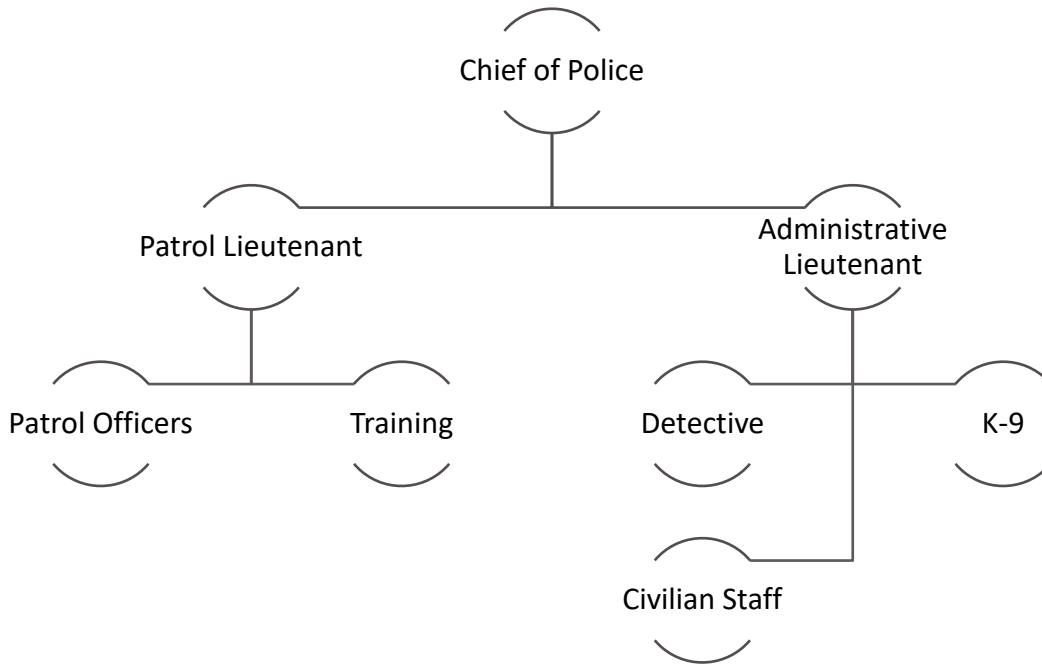 Chief of Police
Patrol Lieutenant
Administrative
Lieutenant
Patrol Officers
Training
Detective
K-9
Civilian Staff